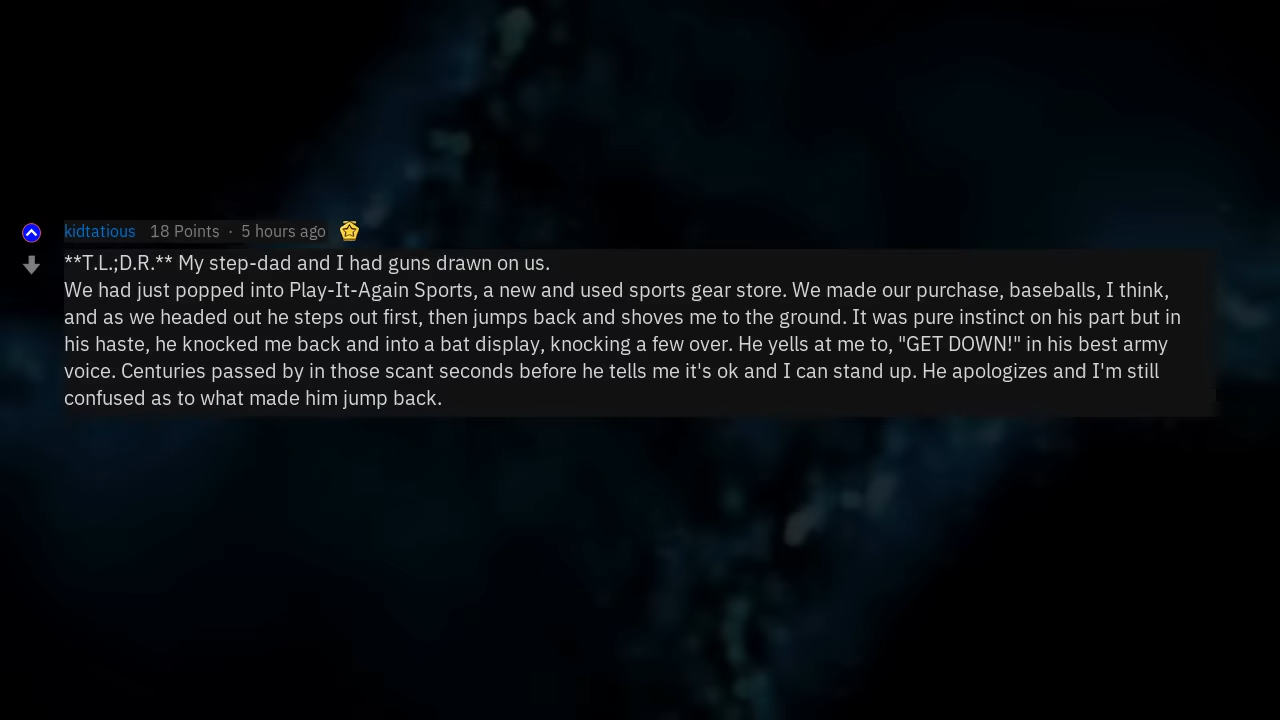 kidtatious 18 Points · 5 hours ago
**T.L.;D.R.** My step-dad and I had guns drawn on us.
We had just popped into Play-It-Again Sports, a new and used sports gear store. We made our purchase, baseballs, I think,
and as we headed out he steps out first, then jumps back and shoves me to the ground. It was pure instinct on his part but in
his haste, he knocked me back and into a bat display, knocking a few over. He yells at me to, "GET DOWN!" in his best army
voice. Centuries passed by in those scant seconds before he tells me it's ok and I can stand up. He apologizes and I'm still
confused as to what made him jump back.